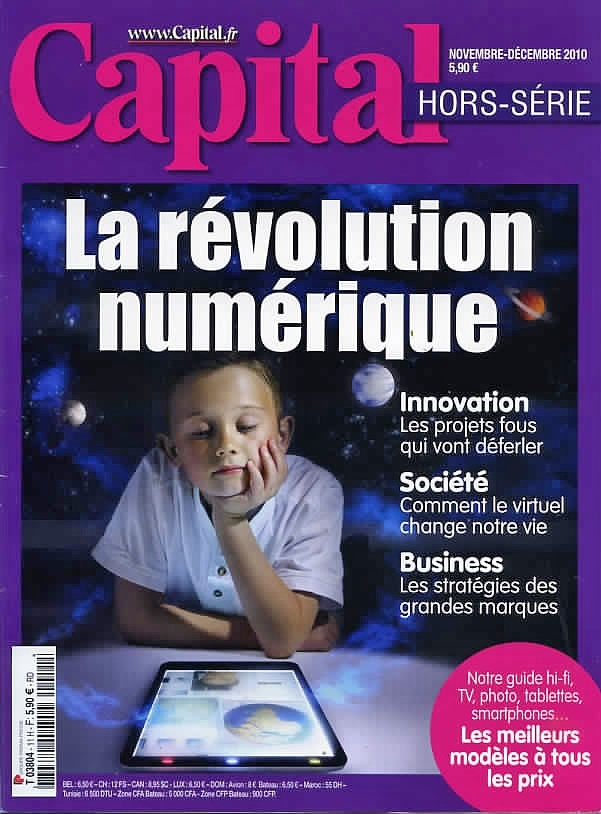 www.Capital.fr
Capital
NOVEMBRE-DÉCEMBRE 2010
5,90 €
HORS-SÉRIE
La révolution
numérique
Innovation
Les projets fous
qui vont déferler
Société
Comment le virtuel
change notre vie
Business
Les stratégies des
grandes marques
Notre guide hi-fi,
TV, photo, tablettes,
smartphones...
Les meilleurs
modèles à tous
les prix
T 03804 - 11 H - F: 5,90 € - RD
BEL : 6,50 € – CH : 12 FS – CAN : 8,95 $C - LUX : 6,50 € – DOM : Avion : 8 € Bateau : 6,50 € – Maroc : 55 DH –
Tunisie : 6 500 DTU – Zone CFA Bateau : 5 000 CFA - Zone CFP Bateau : 900 CFP.